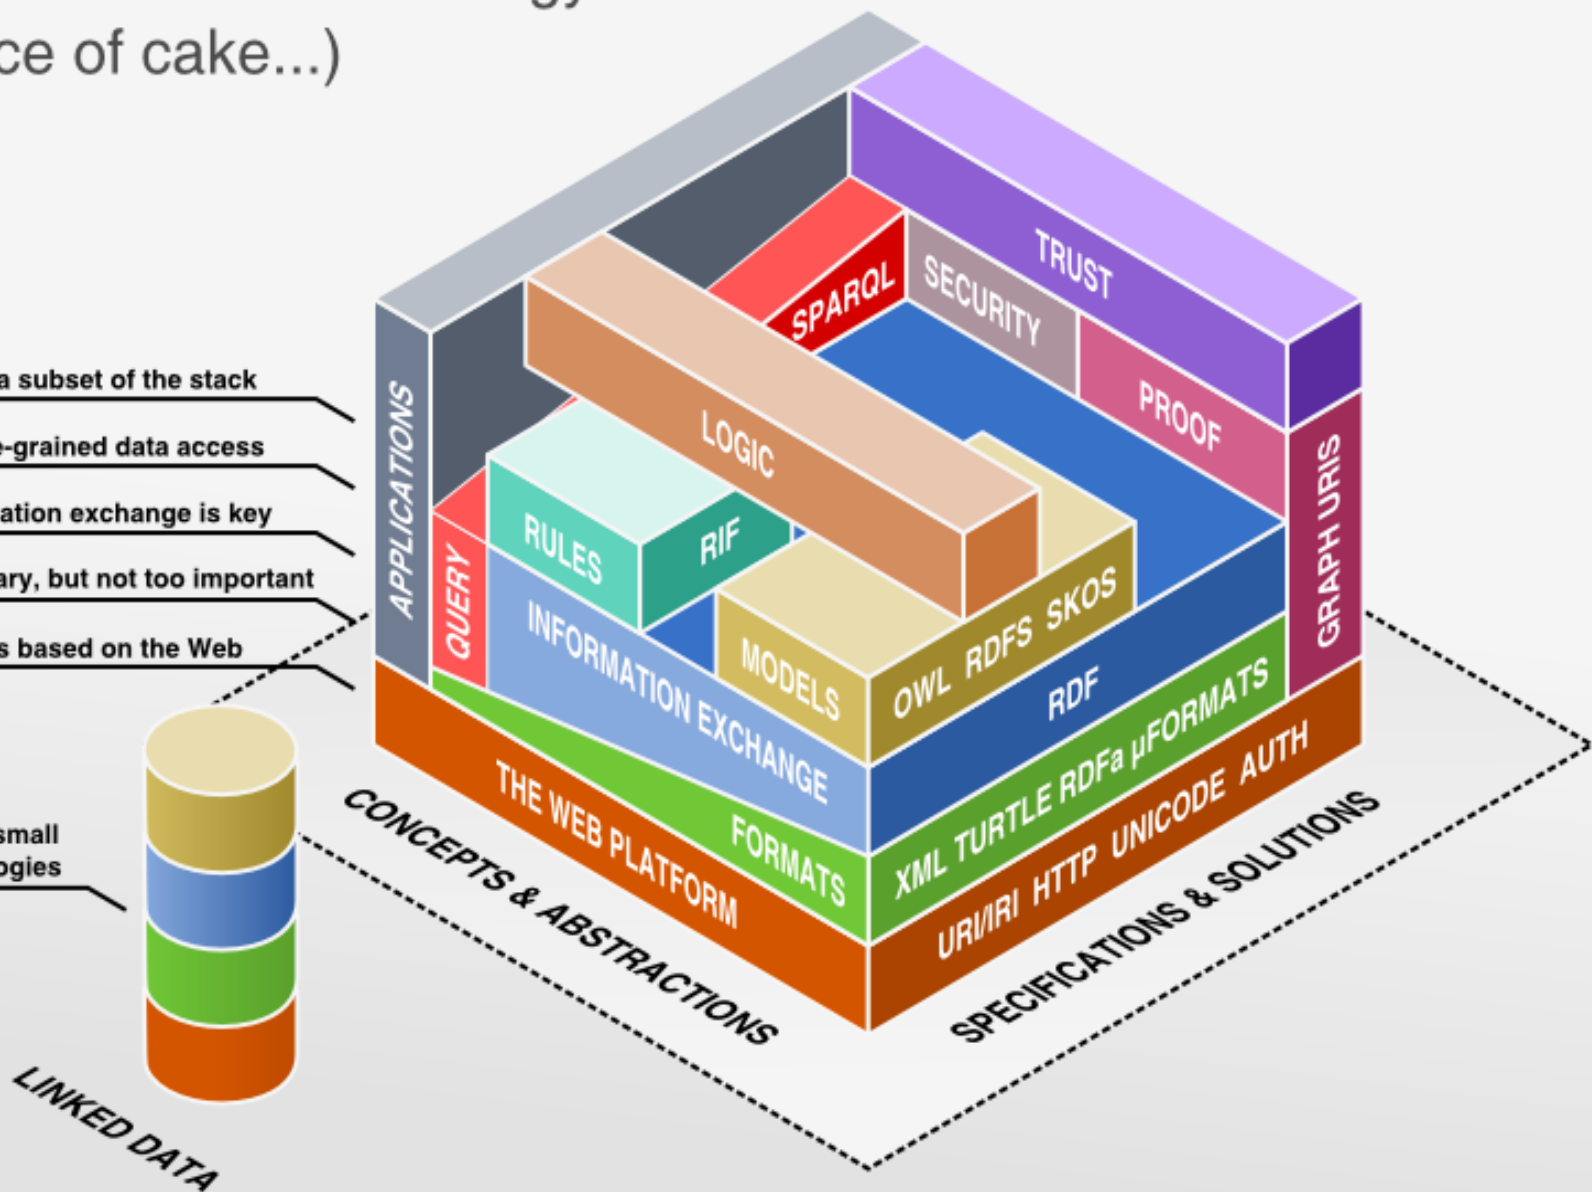 ce of cake...)
a subset of the stack
e-grained data access
ation exchange is key
ary, but not too important
s based on the Web
small
ogies
LINKED DATA
APPLICATIONS
QUERY
RULES
RIF
LOGIC
SPARQL
SECURITY
TRUST
PROOF
GRAPH URIS
INFORMATION EXCHANGE
MODELS
OWL RDFS SKOS
RDF
FORMATS
XML TURTLE RDFa µFORMATS
THE WEB PLATFORM
URI/IRI HTTP UNICODE AUTH
CONCEPTS & ABSTRACTIONS
SPECIFICATIONS & SOLUTIONS